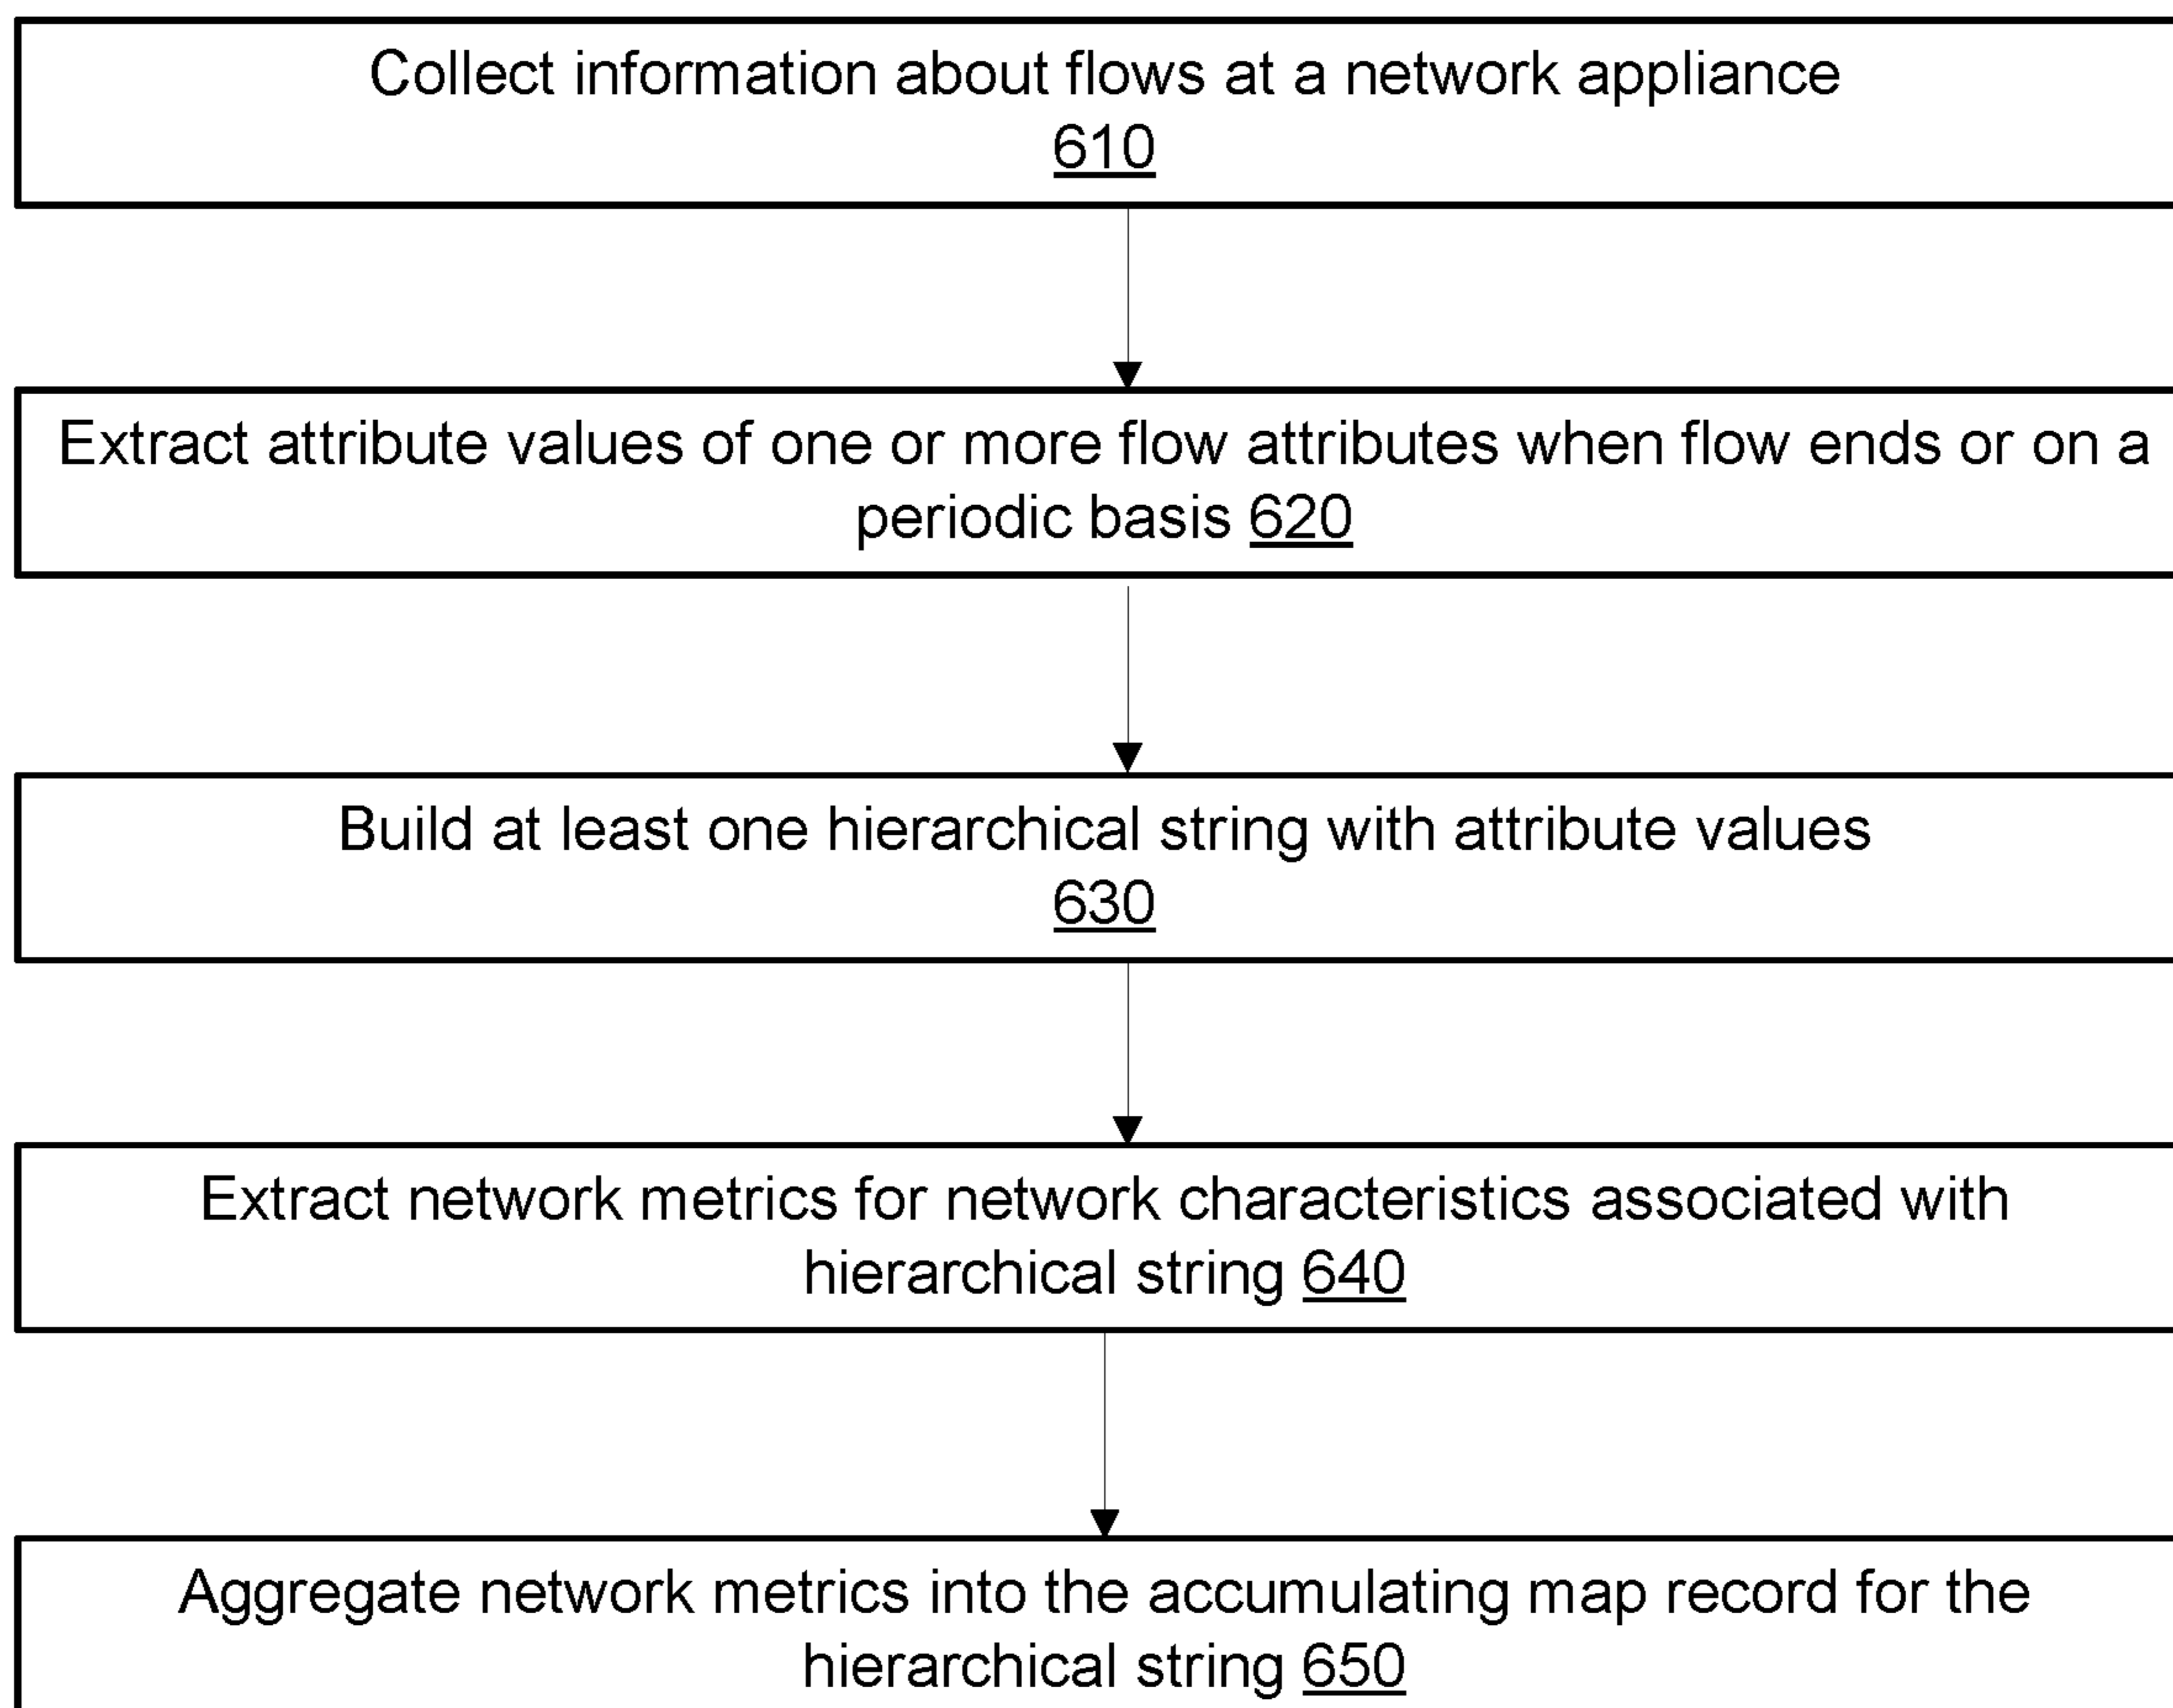 Collect information about flows at a network appliance
610
Extract attribute values of one or more flow attributes when flow ends or on a
periodic basis 620
Build at least one hierarchical string with attribute values
630
Extract network metrics for network characteristics associated with
hierarchical string 640
Aggregate network metrics into the accumulating map record for the
hierarchical string 650